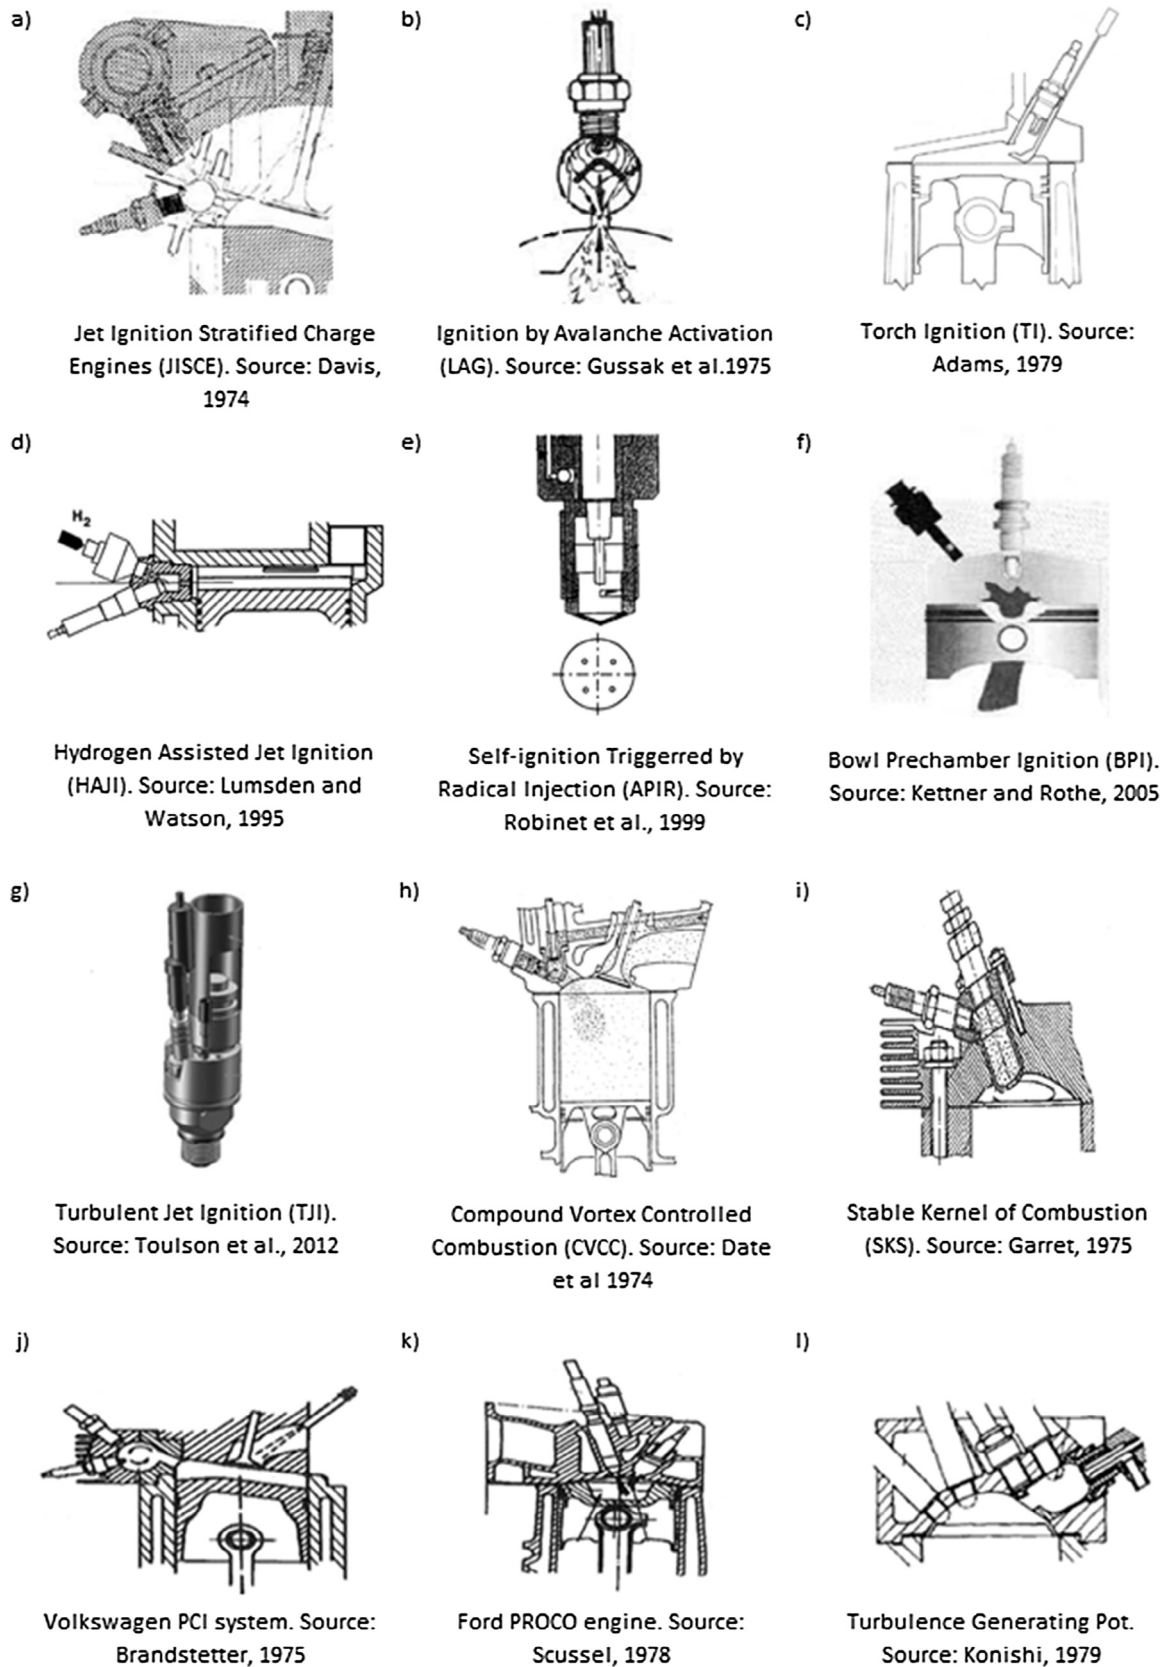 a)
Jet Ignition Stratified Charge
Engines (JISCE). Source: Davis,
1974
b)
Ignition by Avalanche Activation
(LAG). Source: Gussak et al.1975
c)
Torch Ignition (TI). Source:
Adams, 1979
d)
H2
Hydrogen Assisted Jet Ignition
(HAJI). Source: Lumsden and
Watson, 1995
e)
Self-ignition Triggerred by
Radical Injection (APIR). Source:
Robinet et al., 1999
f)
Bowl Prechamber Ignition (BPI).
Source: Kettner and Rothe, 2005
g)
Turbulent Jet Ignition (TJI).
Source: Toulson et al., 2012
h)
Compound Vortex Controlled
Combustion (CVCC). Source: Date
et al 1974
i)
Stable Kernel of Combustion
(SKS). Source: Garret, 1975
j)
Volkswagen PCI system. Source:
Brandstetter, 1975
k)
Ford PROCO engine. Source:
Scussel, 1978
l)
Turbulence Generating Pot.
Source: Konishi, 1979